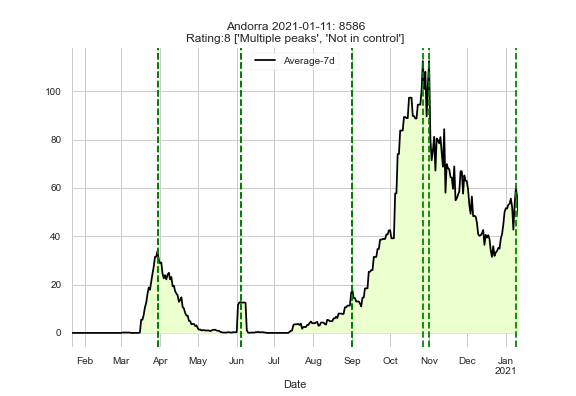 Andorra 2021-01-11: 8586
Rating:8 ['Multiple peaks', 'Not in control']
Average-7d
100
80
60
40
20
0
Feb Mar Apr May Jun Jul Aug Sep Oct Nov Dec Jan
2021
Date